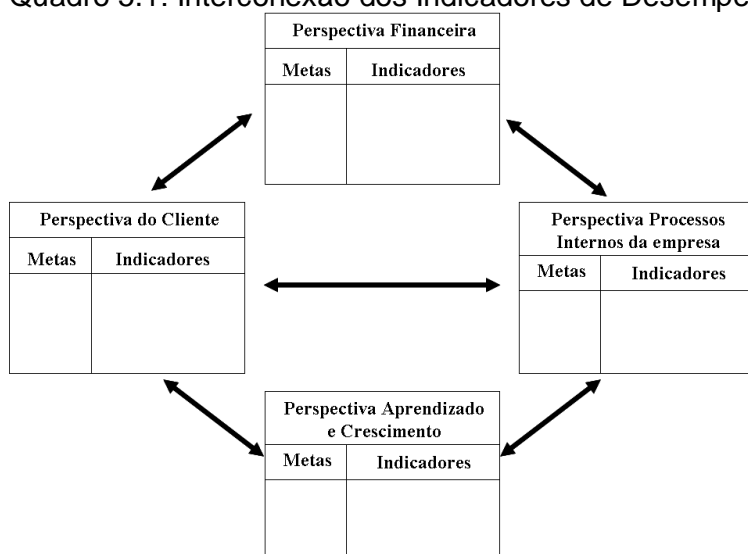 Quadro 3.1: Interconexão dos Indicadores de Desempe
Perspectiva Financeira
Metas Indicadores
Perspectiva do Cliente
Metas Indicadores
Perspectiva Processos
Internos da empresa
Metas Indicadores
Perspectiva Aprendizado
e Crescimento
Metas Indicadores